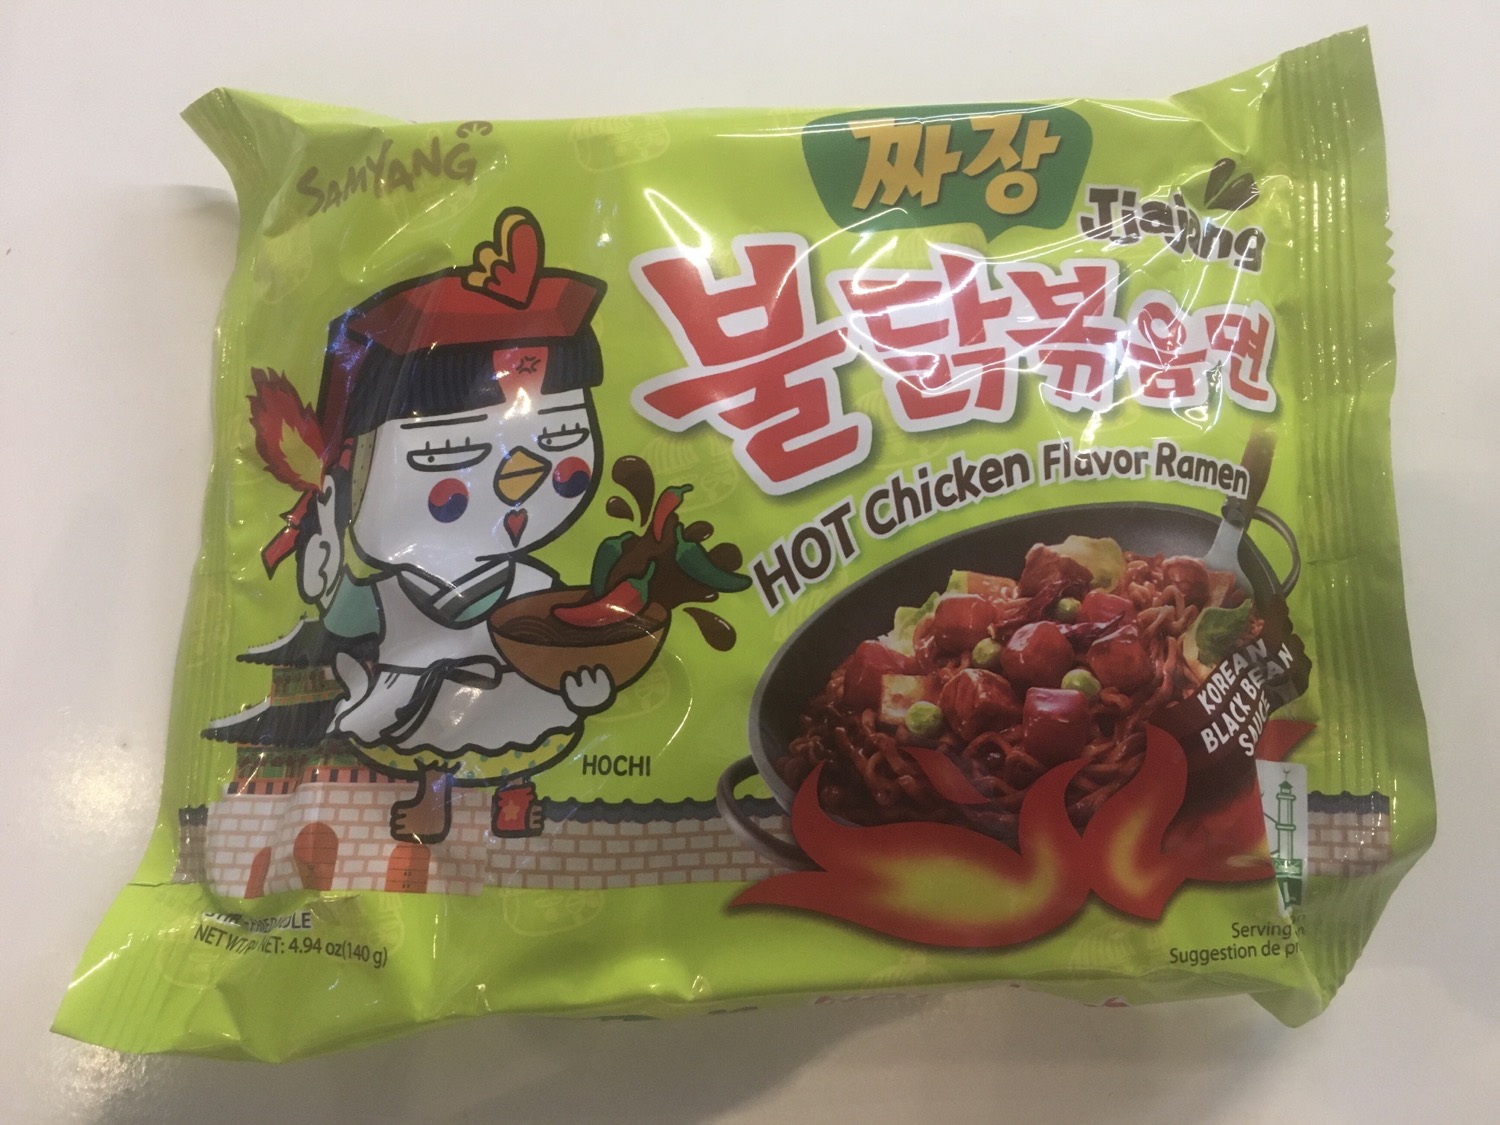 SAMYANG
짜장
Jjajang
불닭볶음면
HOT Chicken Flavor Ramen
KOREAN
BLACK BEAN
SAUCE
HOCHI
NET WT/ NET: 4.94 oz(140 g)
Serving
Suggestion de